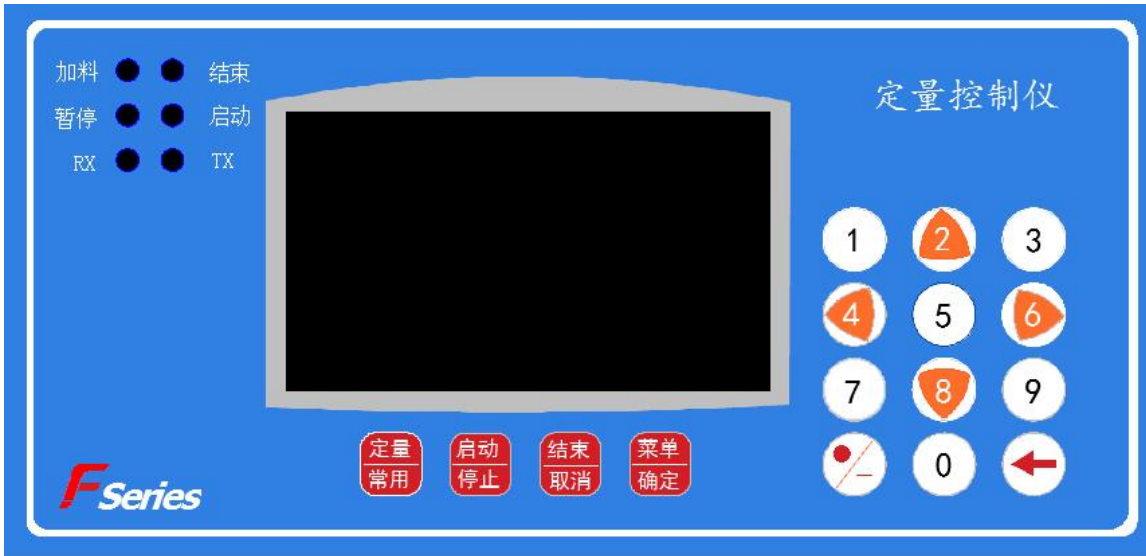 加料 结束
暂停 启动
RX TX
定量控制仪
1 2 3
4 5 6
7 8 9
0
定量 启动 结束 菜单
常用 停止 取消 确定
F Series